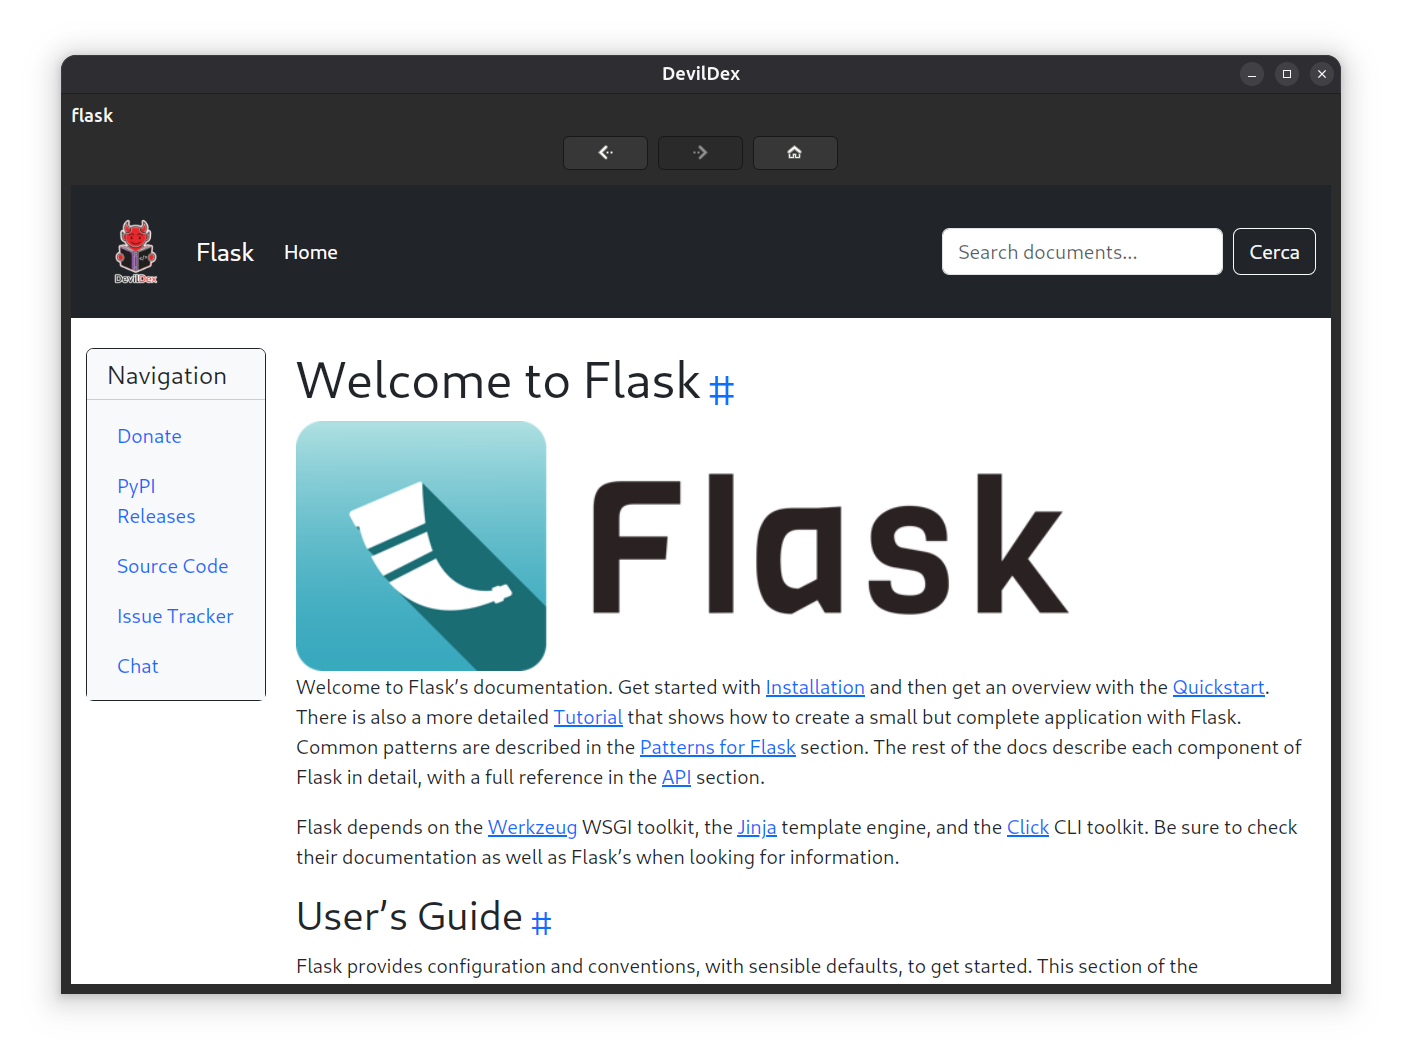 DevilDex
flask
DevilDex
Flask
Home
Search documents...
Cerca
Navigation
Donate
PyPI
Releases
Source Code
Issue Tracker
Chat
Welcome to Flask #
Flask
Welcome to Flask’s documentation. Get started with Installation and then get an overview with the Quickstart.
There is also a more detailed Tutorial that shows how to create a small but complete application with Flask.
Common patterns are described in the Patterns for Flask section. The rest of the docs describe each component of
Flask in detail, with a full reference in the API section.
Flask depends on the Werkzeug WSGI toolkit, the Jinja template engine, and the Click CLI toolkit. Be sure to check
their documentation as well as Flask’s when looking for information.
User’s Guide #
Flask provides configuration and conventions, with sensible defaults, to get started. This section of the